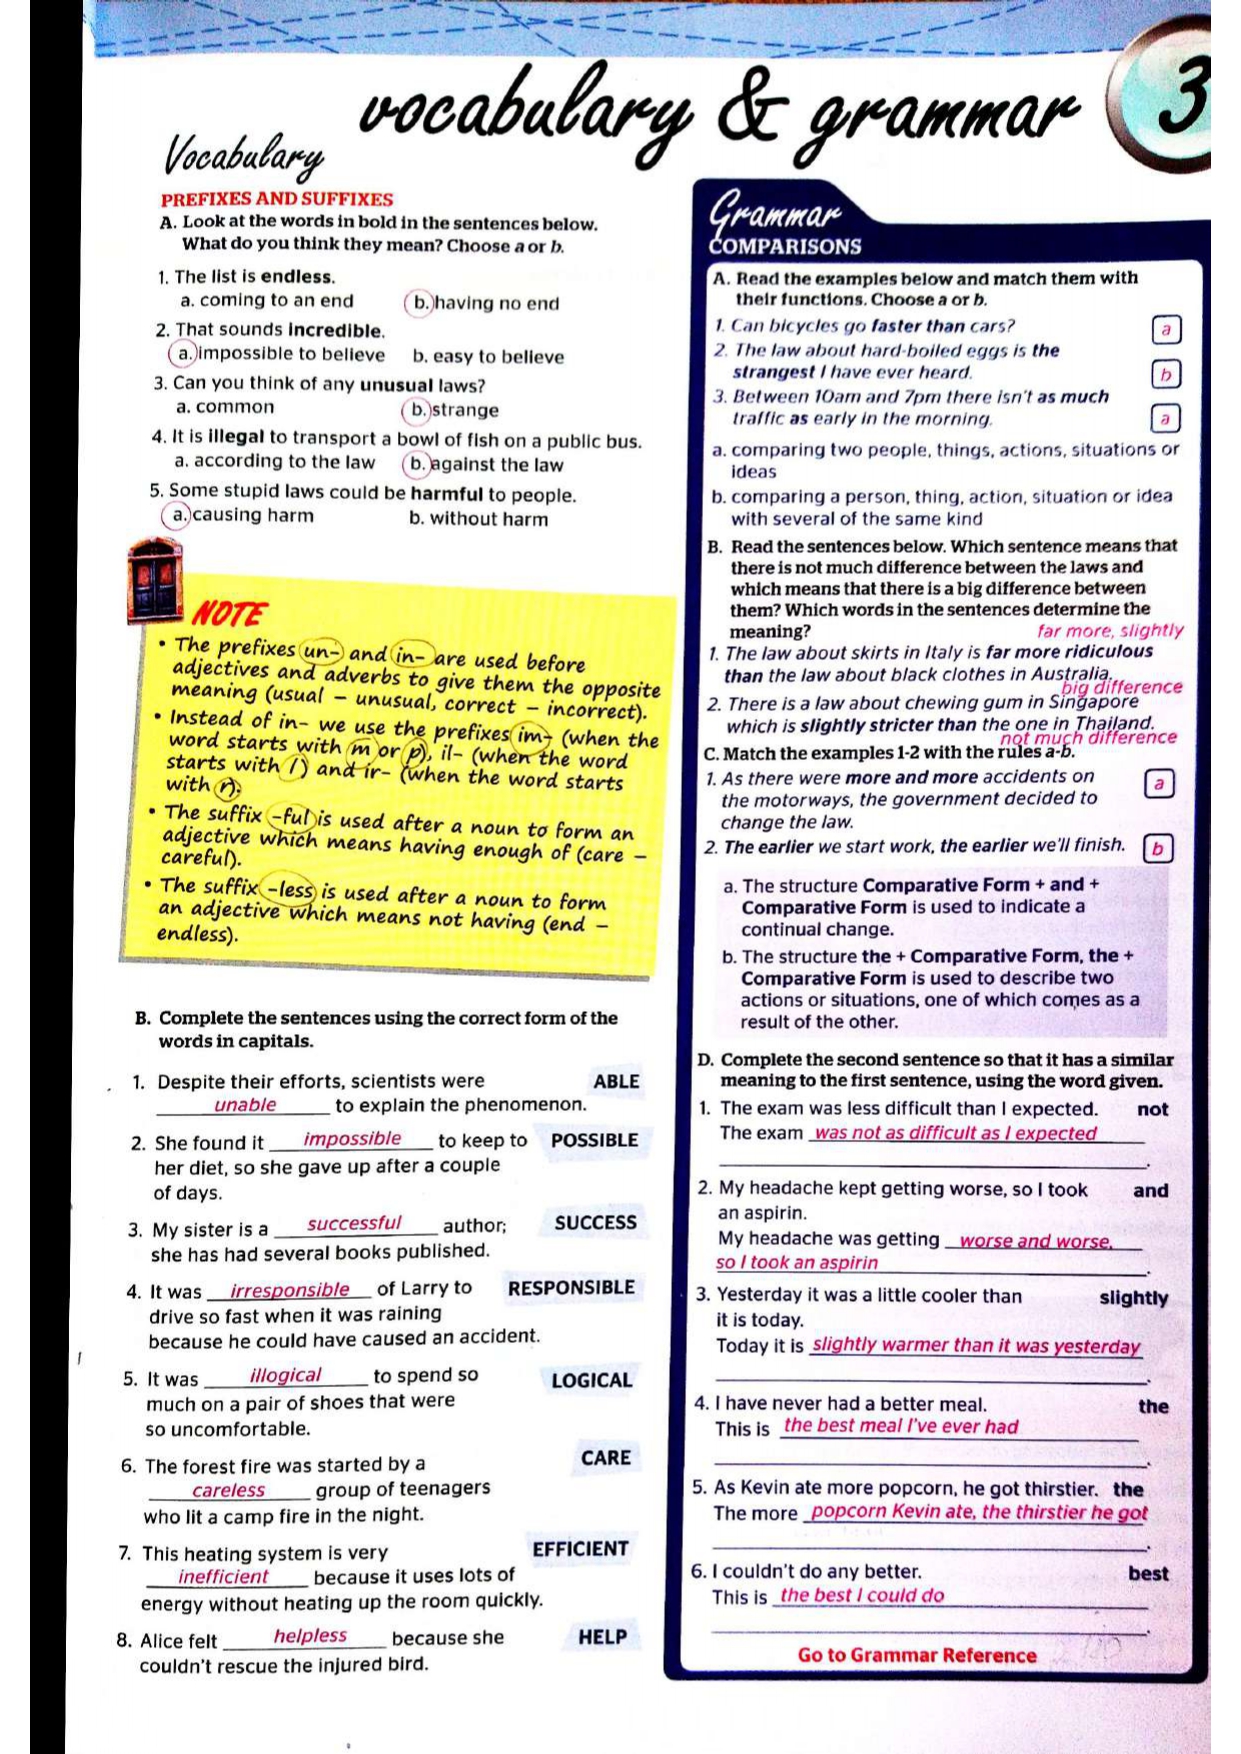 vocabulary & grammar
3
Vocabulary
PREFIXES AND SUFFIXES
A. Look at the words in bold in the sentences below.
What do you think they mean? Choose a or b.
1. The list is endless.
a. coming to an end b. having no end
2. That sounds incredible.
a. impossible to believe b. easy to believe
3. Can you think of any unusual laws?
a. common b. strange
4. It is illegal to transport a bowl of fish on a public bus.
a. according to the law b. against the law
5. Some stupid laws could be harmful to people.
a. causing harm b. without harm
NOTE
• The prefixes un- and in- are used before
adjectives and adverbs to give them the opposite
meaning (usual – unusual, correct – incorrect).
• Instead of in- we use the prefixes im- (when the
word starts with m or p), il- (when the word
starts with l) and ir- (when the word starts
with r).
• The suffix -ful is used after a noun to form an
adjective which means having enough of (care –
careful).
• The suffix -less is used after a noun to form
an adjective which means not having (end –
endless).
B. Complete the sentences using the correct form of the
words in capitals.
1. Despite their efforts, scientists were ABLE
unable to explain the phenomenon.
2. She found it impossible to keep to POSSIBLE
her diet, so she gave up after a couple
of days.
3. My sister is a successful author; SUCCESS
she has had several books published.
4. It was irresponsible of Larry to RESPONSIBLE
drive so fast when it was raining
because he could have caused an accident.
5. It was illogical to spend so LOGICAL
much on a pair of shoes that were
so uncomfortable.
6. The forest fire was started by a CARE
careless group of teenagers
who lit a camp fire in the night.
7. This heating system is very EFFICIENT
inefficient because it uses lots of
energy without heating up the room quickly.
8. Alice felt helpless because she HELP
couldn't rescue the injured bird.
Grammar
COMPARISONS
A. Read the examples below and match them with
their functions. Choose a or b.
1. Can bicycles go faster than cars? a
2. The law about hard-boiled eggs is the
strangest I have ever heard. b
3. Between 10am and 7pm there isn't as much
traffic as early in the morning. a
a. comparing two people, things, actions, situations or
ideas
b. comparing a person, thing, action, situation or idea
with several of the same kind
B. Read the sentences below. Which sentence means that
there is not much difference between the laws and
which means that there is a big difference between
them? Which words in the sentences determine the
meaning? far more, slightly
1. The law about skirts in Italy is far more ridiculous
than the law about black clothes in Australia.
big difference
2. There is a law about chewing gum in Singapore
which is slightly stricter than the one in Thailand.
not much difference
C. Match the examples 1-2 with the rules a-b.
1. As there were more and more accidents on
the motorways, the government decided to a
change the law.
2. The earlier we start work, the earlier we'll finish. b
a. The structure Comparative Form + and +
Comparative Form is used to indicate a
continual change.
b. The structure the + Comparative Form, the +
Comparative Form is used to describe two
actions or situations, one of which comes as a
result of the other.
D. Complete the second sentence so that it has a similar
meaning to the first sentence, using the word given.
1. The exam was less difficult than I expected. not
The exam was not as difficult as I expected
.
2. My headache kept getting worse, so I took and
an aspirin.
My headache was getting worse and worse,
so I took an aspirin.
3. Yesterday it was a little cooler than slightly
it is today.
Today it is slightly warmer than it was yesterday
.
4. I have never had a better meal. the
This is the best meal I've ever had
.
5. As Kevin ate more popcorn, he got thirstier. the
The more popcorn Kevin ate, the thirstier he got
.
6. I couldn't do any better. best
This is the best I could do
.
Go to Grammar Reference